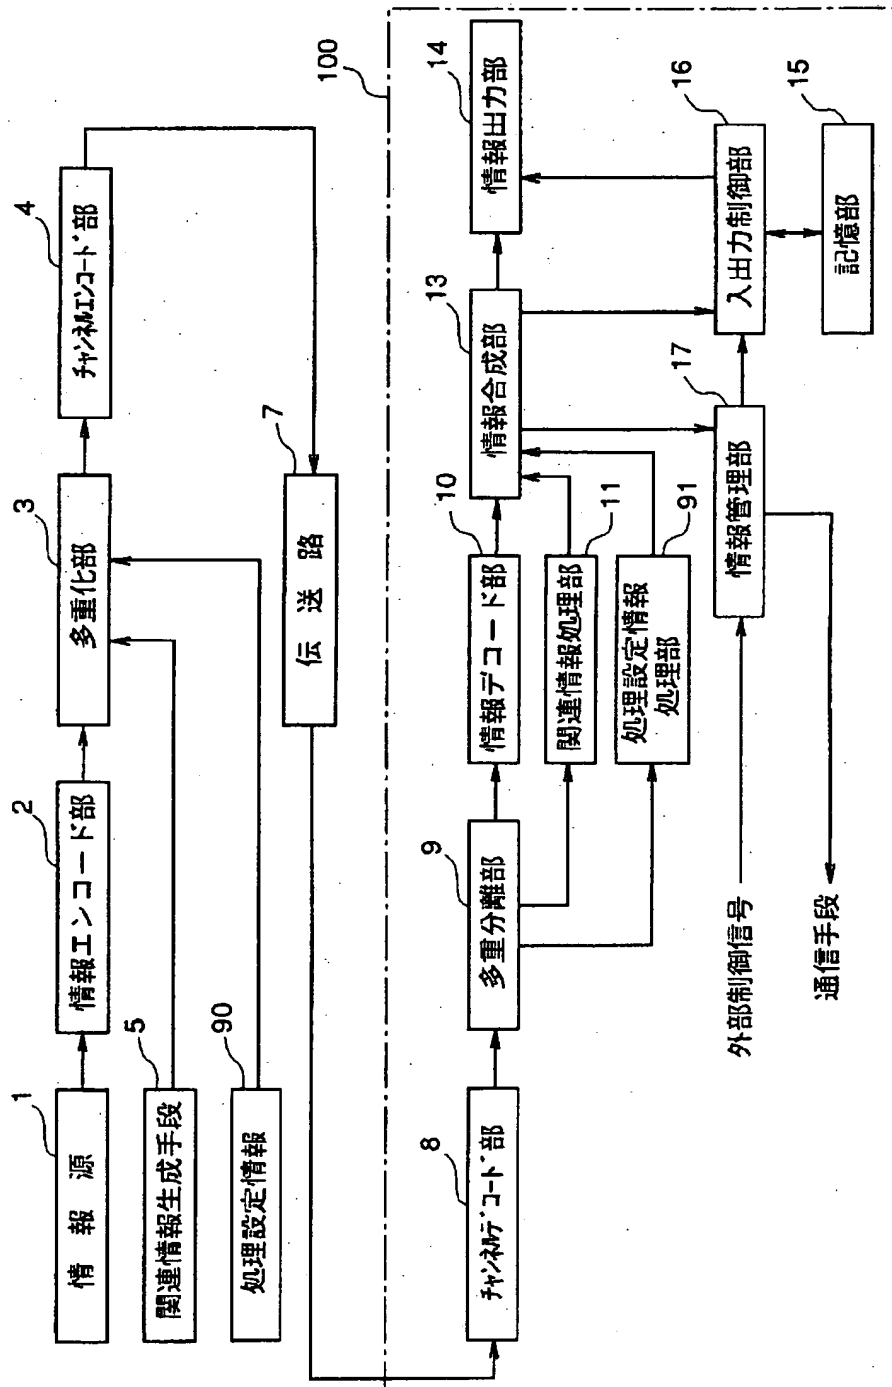 1
情報源
2
情報エンコード部
3
多重化部
4
チャンネルエンコード部
5
関連情報生成手段
90
処理設定情報
7
伝送路
100
8
チャンネルデコード部
9
多重分離部
10
情報デコード部
13
情報合成部
14
情報出力部
11
関連情報処理部
91
処理設定情報
処理部
17
情報管理部
16
入出力制御部
15
記憶部
外部制御信号
通信手段